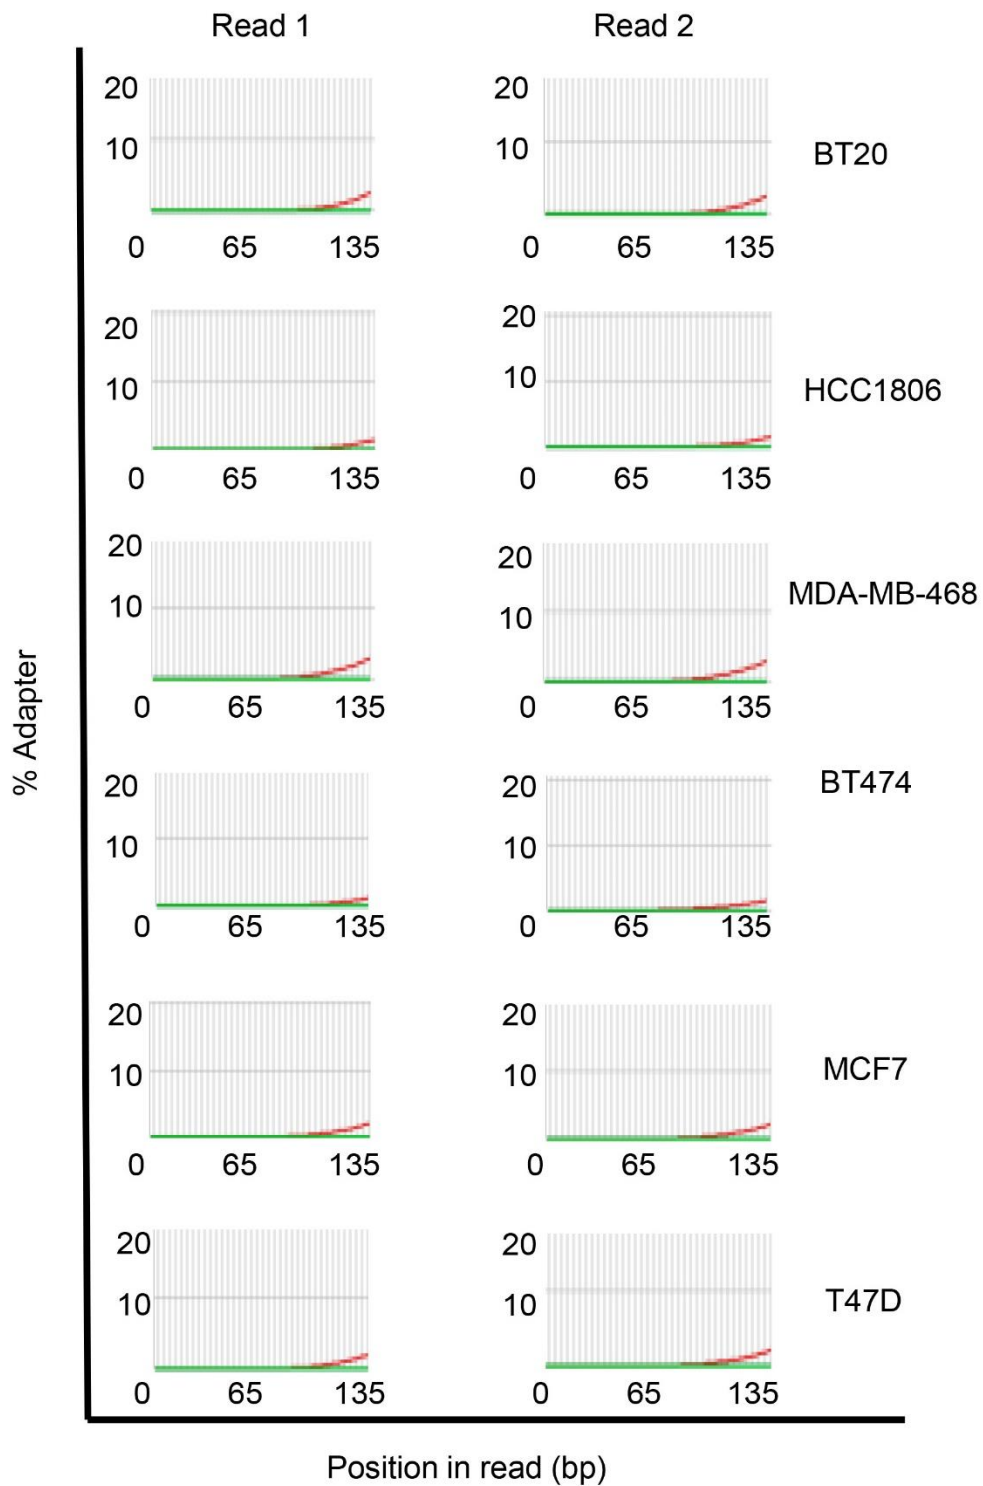 Read 1 Read 2
20 20
10 10 BT20
0 65 135 0 65 135
20 20
10 10 HCC1806
0 65 135 0 65 135
20 20
10 10 MDA-MB-468
0 65 135 0 65 135
% Adapter
20 20 BT474
10 10
0 65 135 0 65 135
20 20
10 10 MCF7
0 65 135 0 65 135
20 20
10 10 T47D
0 65 135 0 65 135
Position in read (bp)